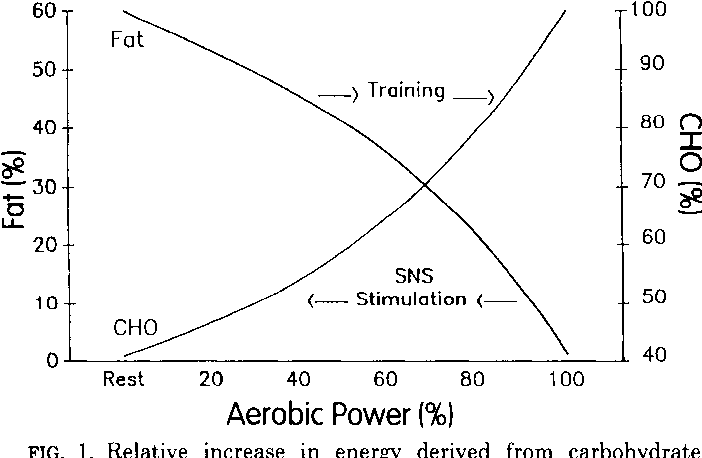 60
50
40
30
20
10
0
Fat (%)
100
90
80
70
60
50
40
CHO (%)
Fat
Training
SNS
Stimulation
CHO
Rest 20 40 60 80 100
Aerobic Power (%)
FIG. 1. Relative increase in energy derived from carbohydrate